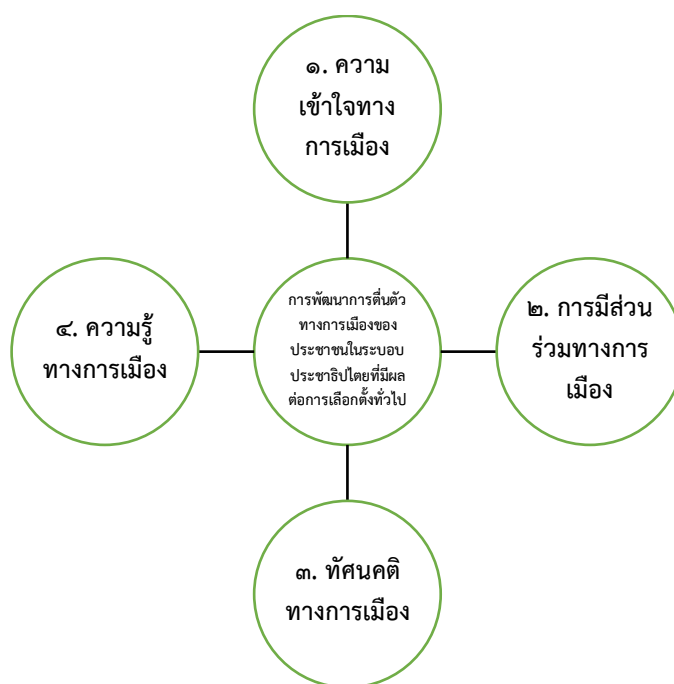 ๑. ความ
เข้าใจทาง
การเมือง
๔. ความรู้
ทางการเมือง
การพัฒนาการตื่นตัว
ทางการเมืองของ
ประชาชนในระบอบ
ประชาธิปไตยที่มีผล
ต่อการเลือกตั้งทั่วไป
๒. การมีส่วน
ร่วมทางการ
เมือง
๓. ทัศนคติ
ทางการเมือง